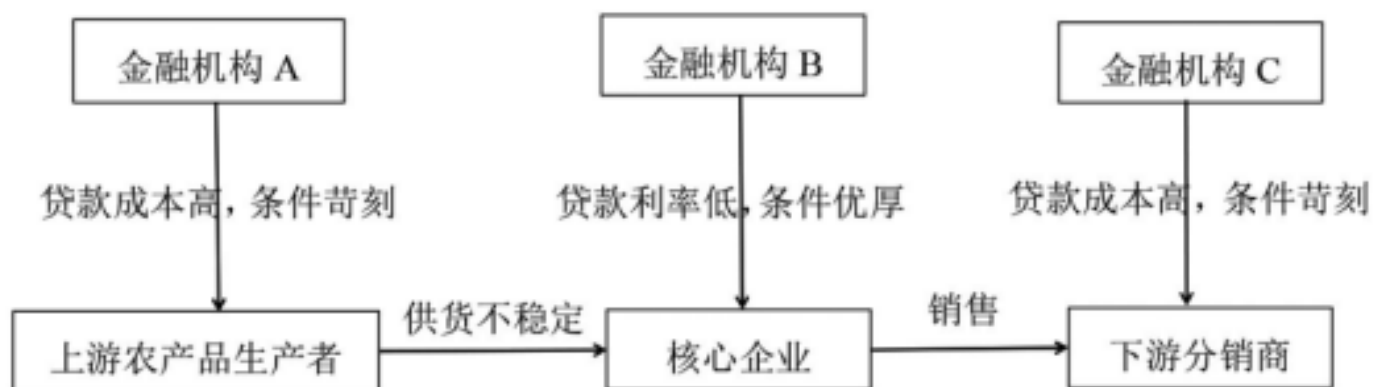 金融机构 A
金融机构 B
金融机构 C
贷款成本高，条件苛刻
贷款利率低，条件优厚
贷款成本高，条件苛刻
供货不稳定
销售
上游农产品生产者
核心企业
下游分销商